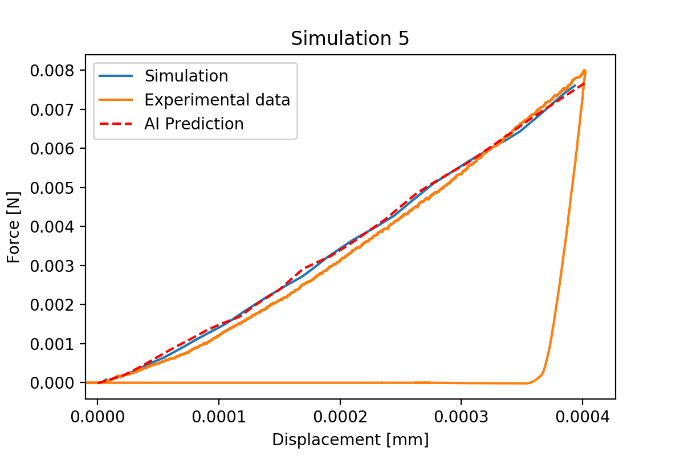 Simulation 5
Simulation
Experimental data
AI Prediction
0.008
0.007
0.006
0.005
0.004
0.003
0.002
0.001
0.000
Force [N]
0.0000 0.0001 0.0002 0.0003 0.0004
Displacement [mm]